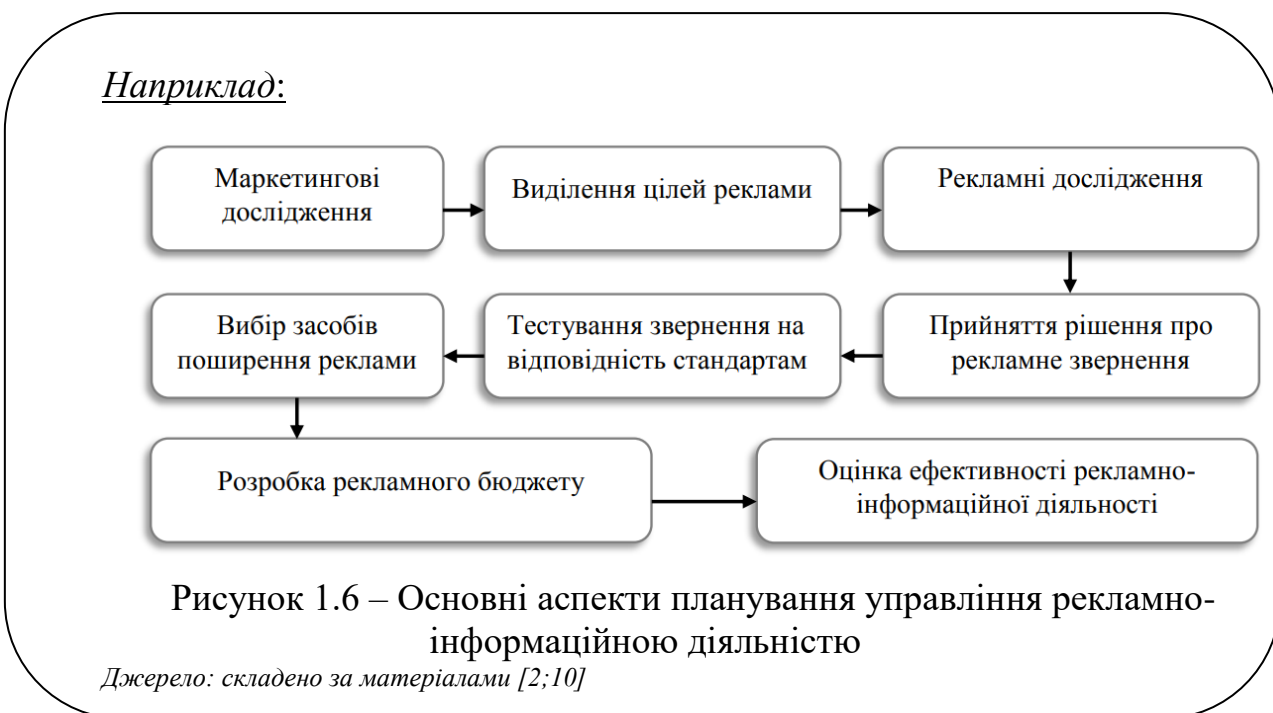 Наприклад:
Маркетингові
дослідження
Виділення цілей реклами
Рекламні дослідження
Прийняття рішення про
рекламне звернення
Тестування звернення на
відповідність стандартам
Вибір засобів
поширення реклами
Розробка рекламного бюджету
Оцінка ефективності рекламно-
інформаційної діяльності
Рисунок 1.6 – Основні аспекти планування управління рекламно-
інформаційною діяльністю
Джерело: складено за матеріалами [2;10]